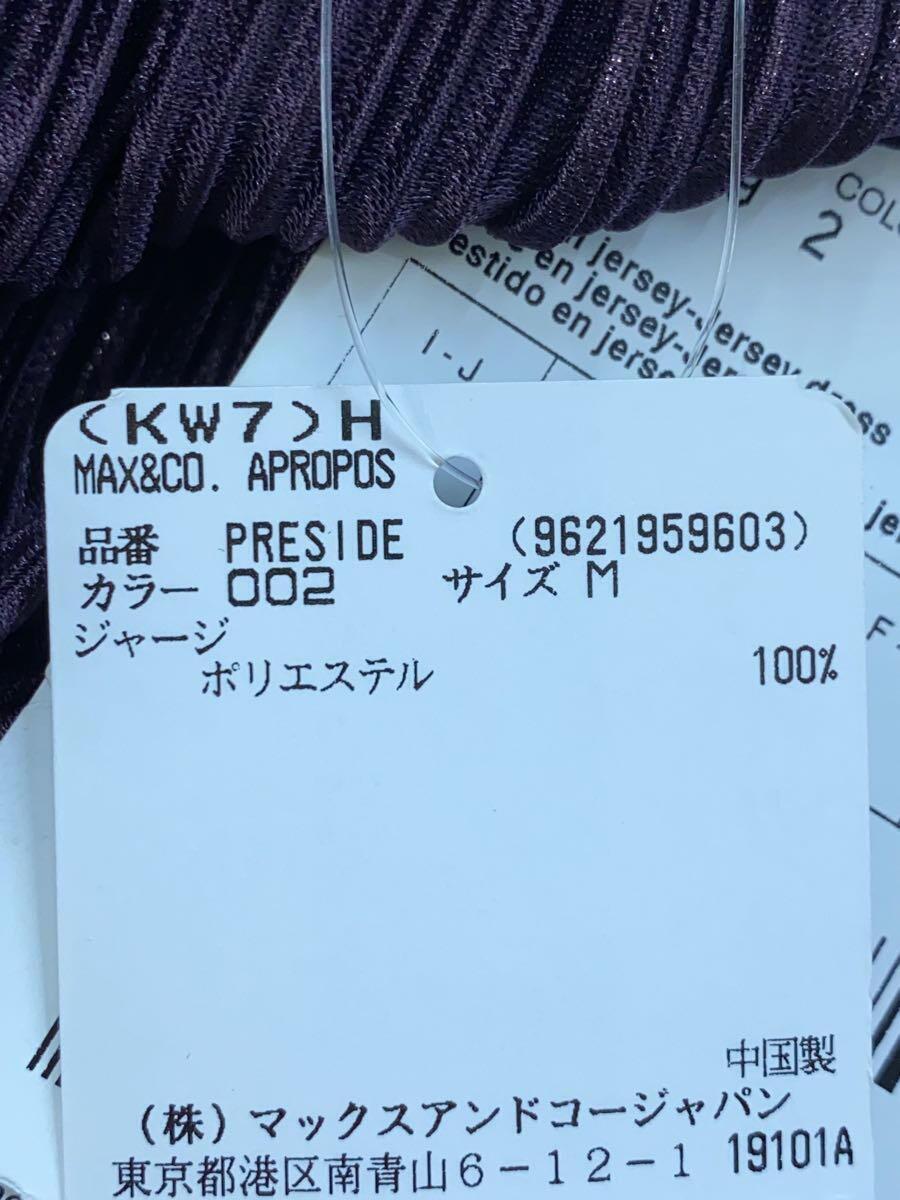 COL
2
jersey-Jersey dress
en jersey-
estido en jerse
I-J
(KW7)H
MAX&CO. APROPOS
品番 PRESIDE (9621959603)
カラー 002 サイズ M
ジャージ
ポリエステル 100%
中国製
(株)マックスアンドコージャパン
東京都港区南青山6-12-1 19101A